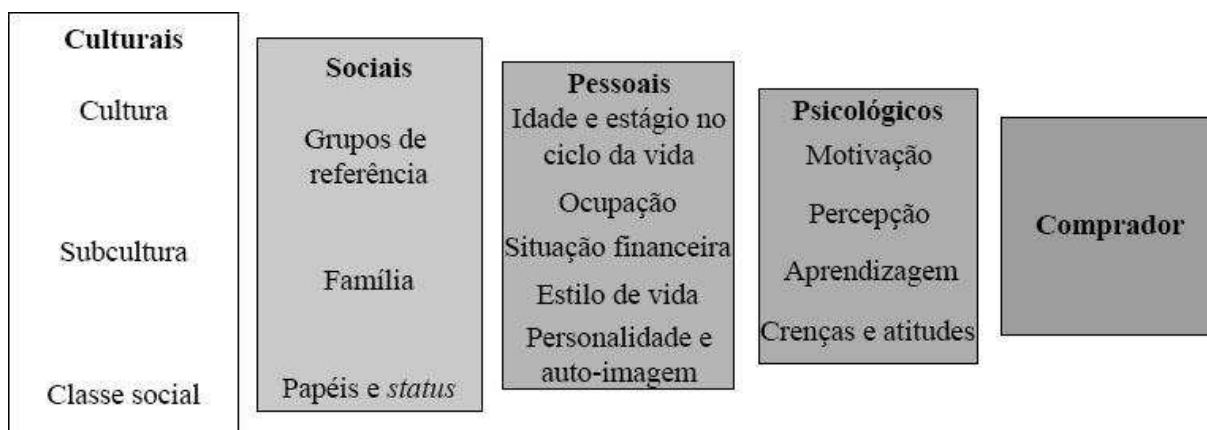 Culturais
Cultura
Subcultura
Classe social
Sociais
Grupos de
referência
Família
Papéis e status
Pessoais
Idade e estágio no
ciclo da vida
Ocupação
Situação financeira
Estilo de vida
Personalidade e
auto-imagem
Psicológicos
Motivação
Percepção
Aprendizagem
Crenças e atitudes
Comprador